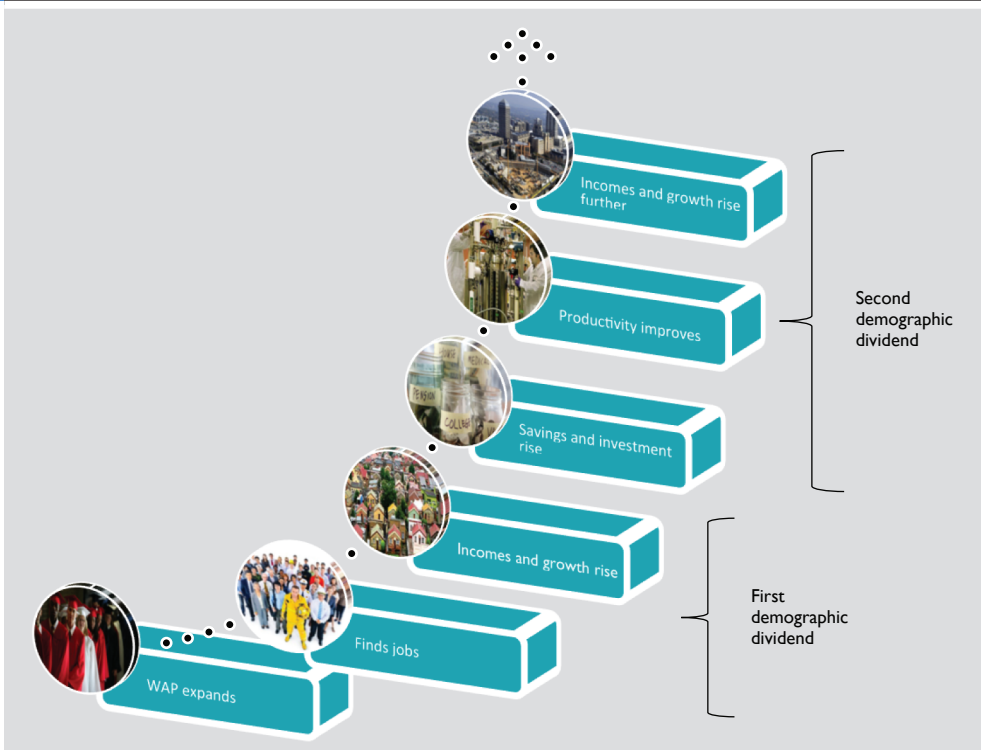 Incomes and growth rise
further
Productivity improves
Savings and investment
rise
Incomes and growth rise
Finds jobs
WAP expands
Second
demographic
dividend
First
demographic
dividend
PENSION